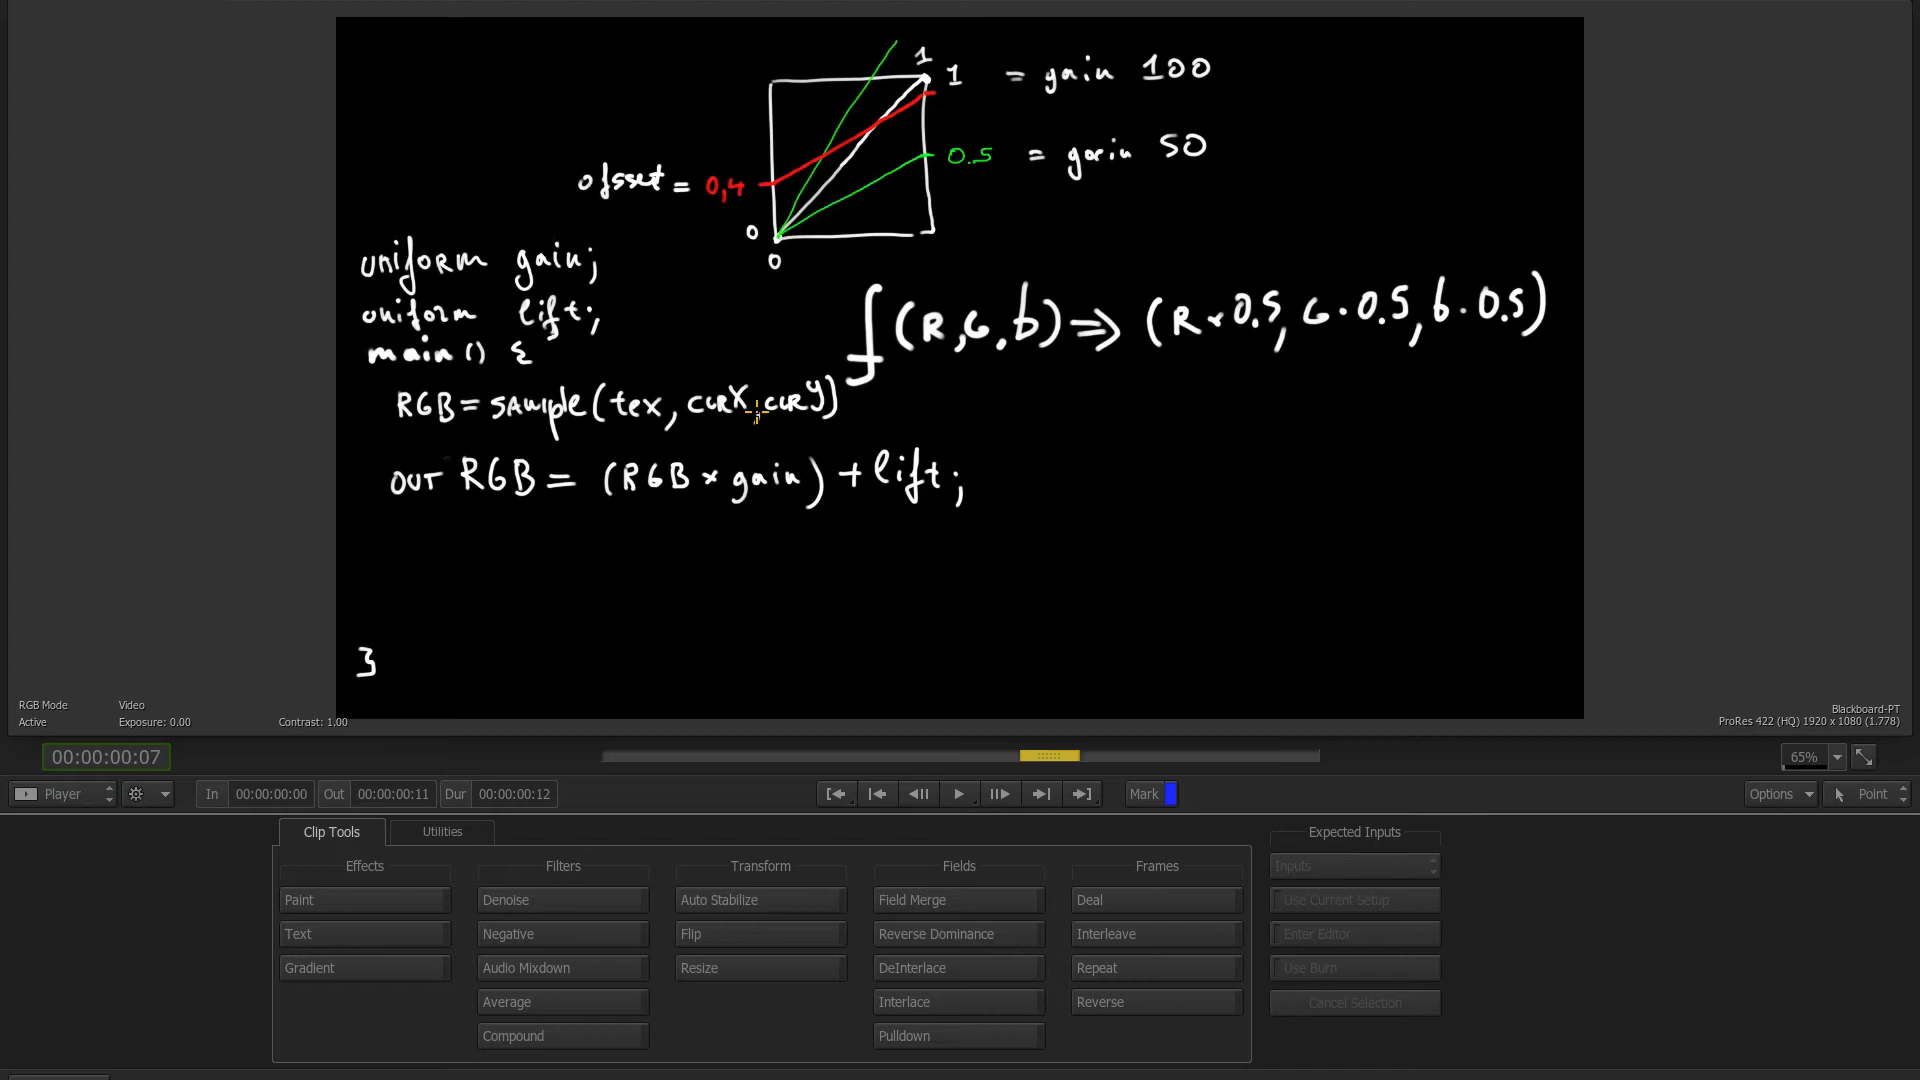 1
1 = gain 100
0.5 = gain 50
ofsset = 0,4
0
0
uniform gain;
uniform lift;
main() {
f(R,G,b) ⇒ (R × 0.5, G · 0.5, b · 0.5)
RGB = SAMple(tex, CURX, CURY)
OUT RGB = (RGB × gain) + lift;
}
RGB Mode
Video
Active
Exposure: 0.00
Contrast: 1.00
Blackboard-PT
ProRes 422 (HQ) 1920 x 1080 (1.778)
00:00:00:07
65%
Player
In 00:00:00:00 Out 00:00:00:11 Dur 00:00:00:12
Mark
Options
Point
Clip Tools
Utilities
Expected Inputs
Effects
Filters
Transform
Fields
Frames
Inputs
Paint
Denoise
Auto Stabilize
Field Merge
Deal
Use Current Setup
Text
Negative
Flip
Reverse Dominance
Interleave
Enter Editor
Gradient
Audio Mixdown
Resize
DeInterlace
Repeat
Use Burn
Average
Interlace
Reverse
Cancel Selection
Compound
Pulldown